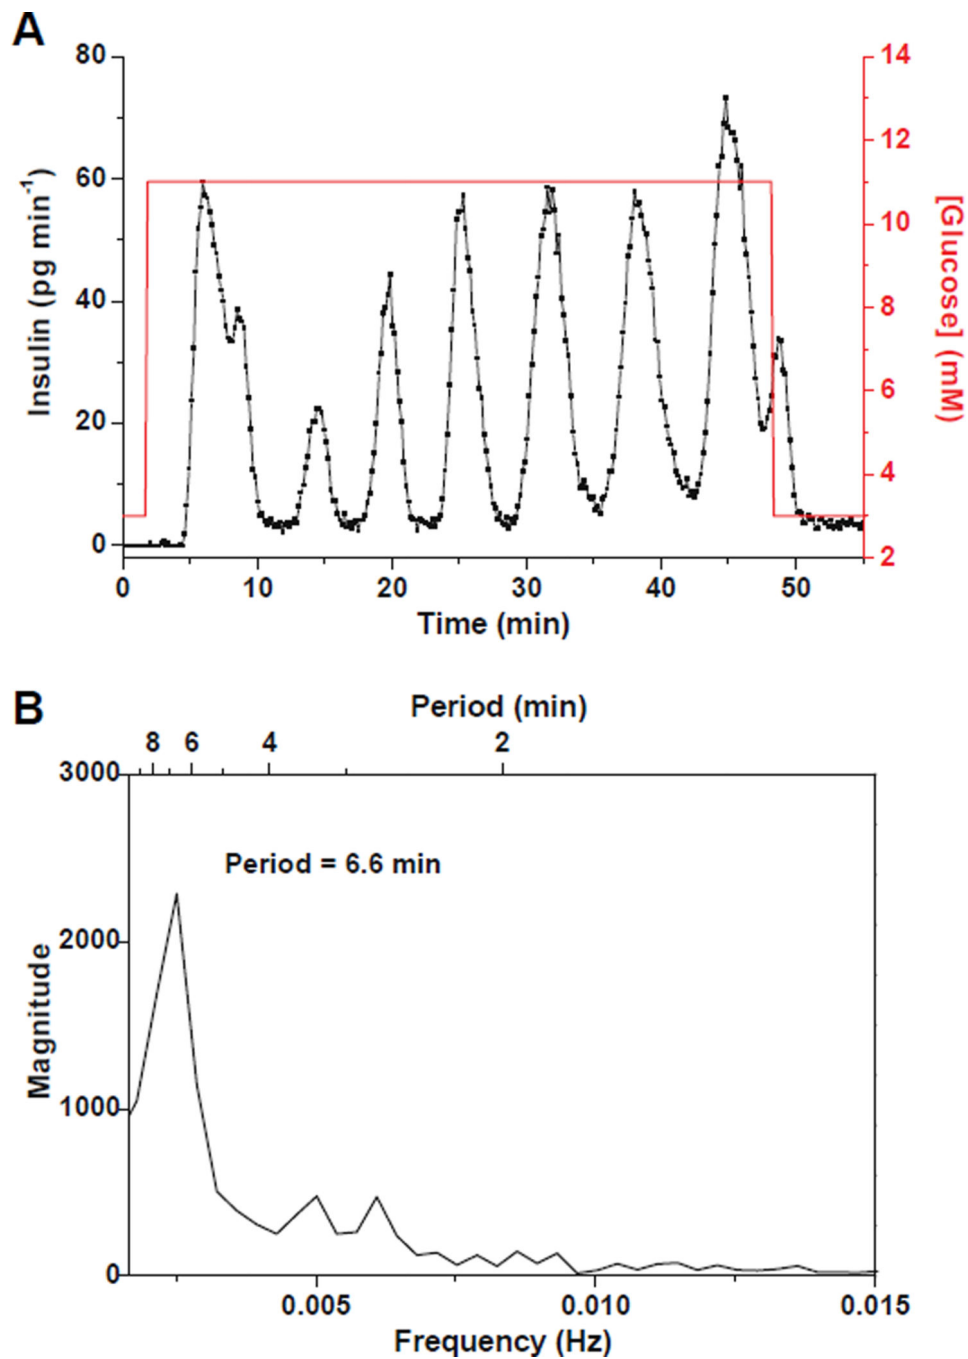 A
80
60
40
20
0
Insulin (pg min-1)
14
12
10
8
6
4
2
[Glucose] (mM)
0 10 20 30 40 50
Time (min)
B
Period (min)
8 6 4 2
3000
2000
1000
0
Magnitude
Period = 6.6 min
0.005 0.010 0.015
Frequency (Hz)